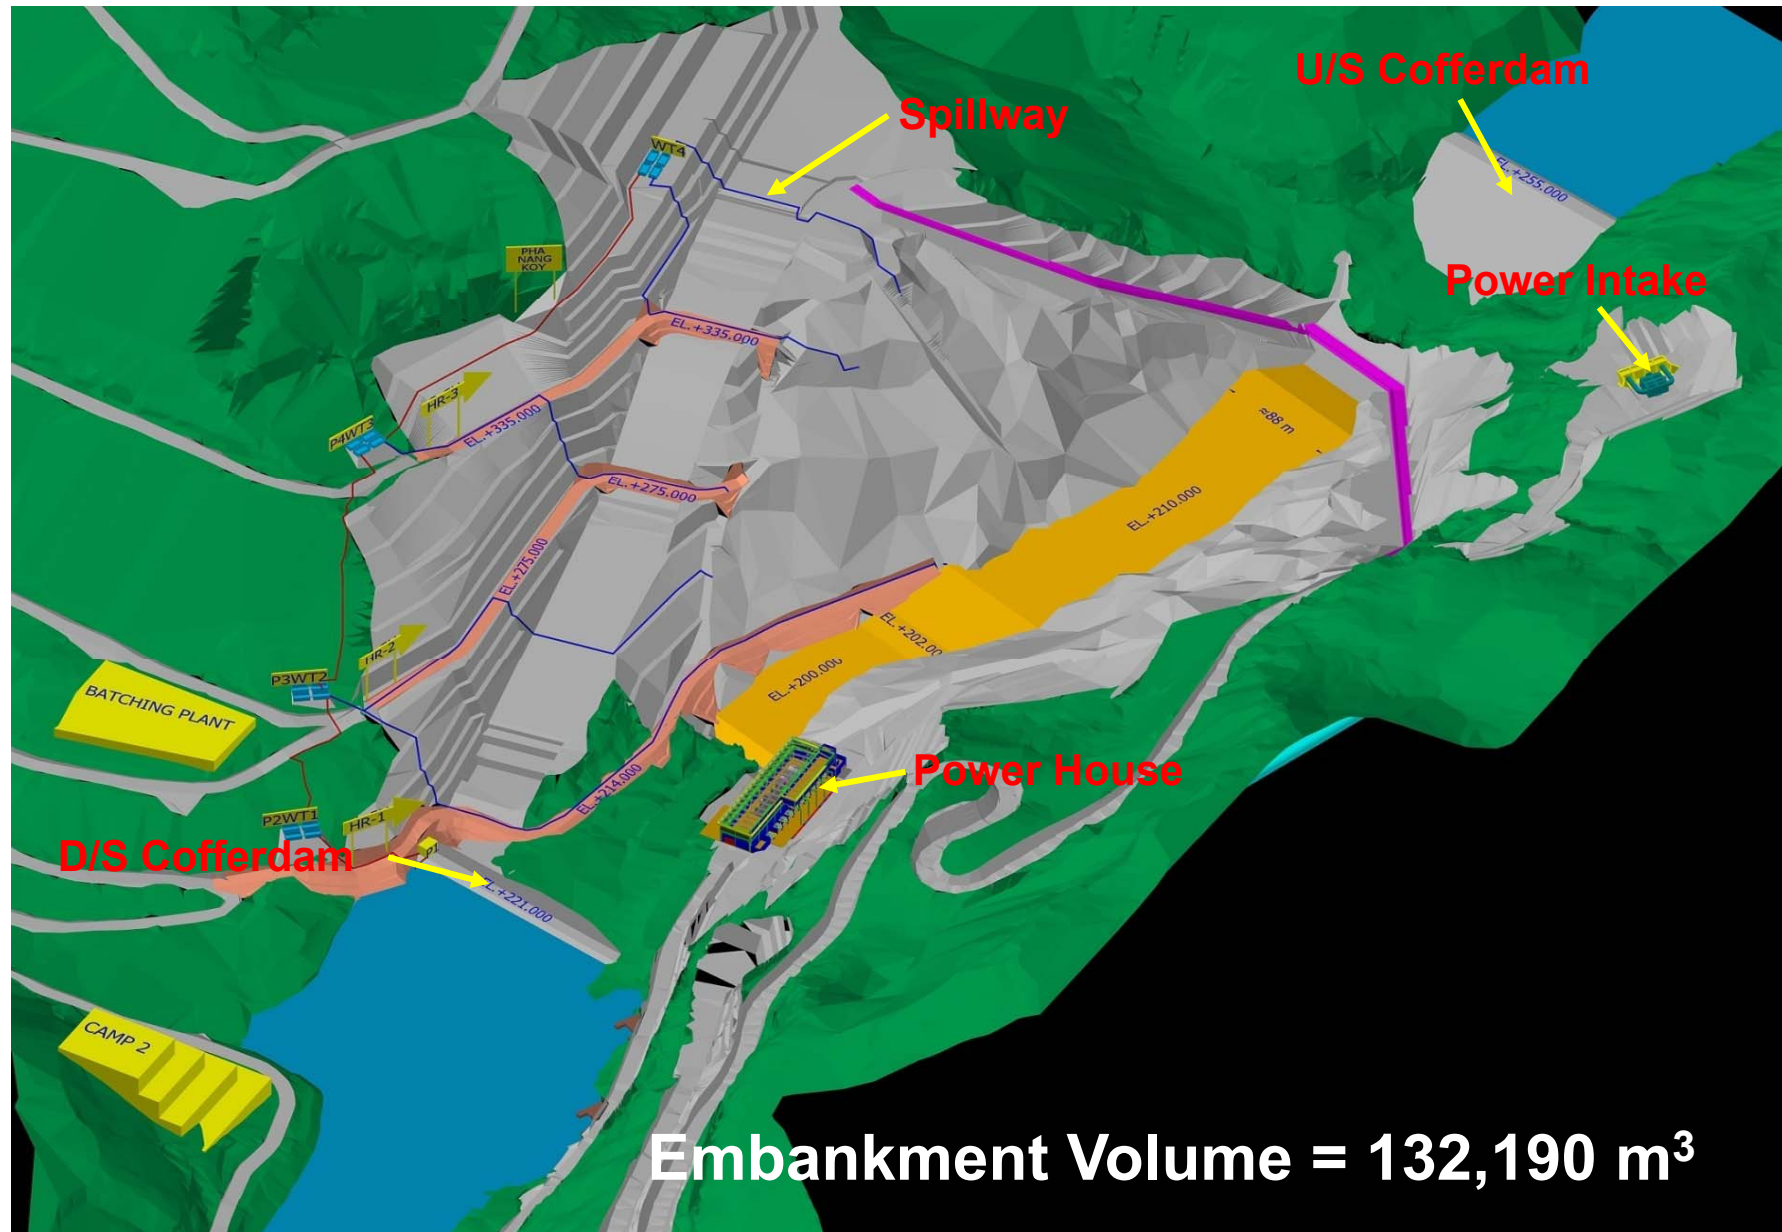 U/S Cofferdam
Spillway
WT4
EL.+255.000
PHA
NANG
KOY
Power Intake
EL.+335.000
HR-3
P4WT3
EL.+335.000
≈88 m
EL.+275.000
EL.+210.000
EL.+275.000
HR-2
EL.+202.00
P3WT2
EL.+200.000
BATCHING PLANT
Power House
EL.+214.000
P2WT1
HR-1
D/S Cofferdam
P1
EL.+221.000
CAMP 2
Embankment Volume = 132,190 m³